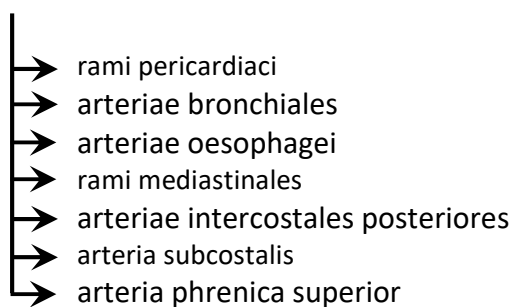 rami pericardiaci
arteriae bronchiales
arteriae oesophagei
rami mediastinales
arteriae intercostales posteriores
arteria subcostalis
arteria phrenica superior